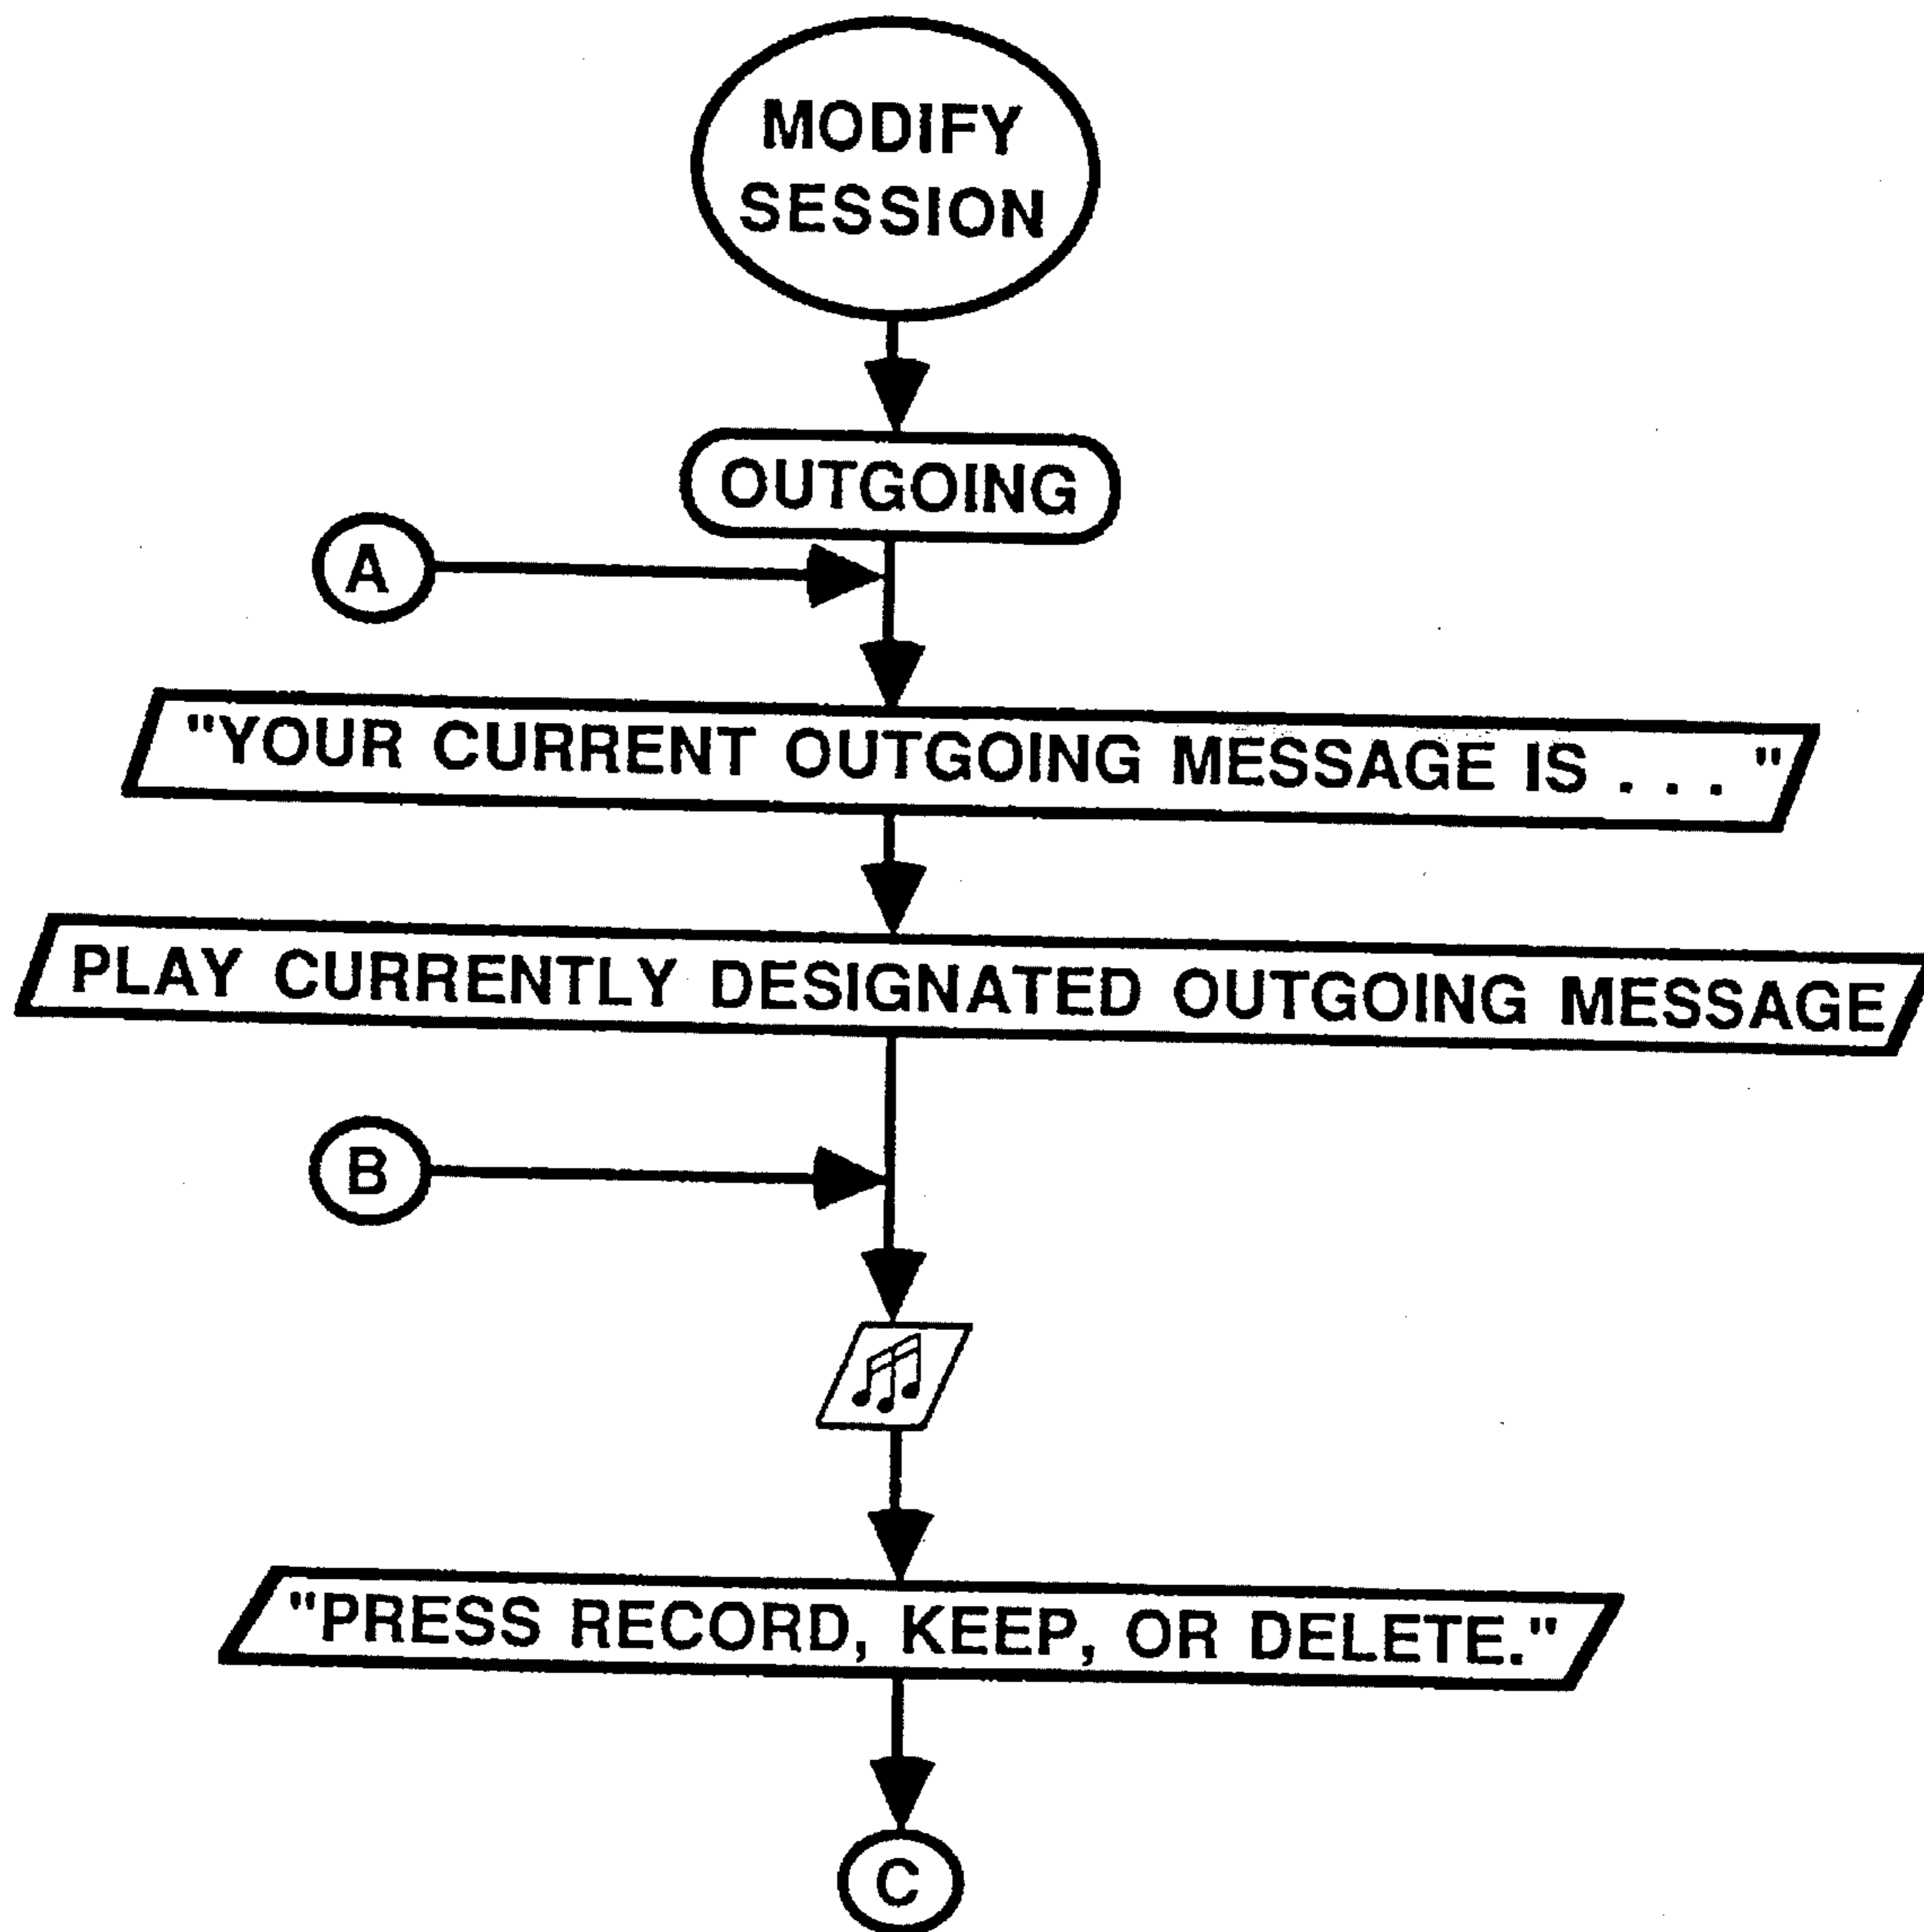 MODIFY
SESSION
OUTGOING
A
"YOUR CURRENT OUTGOING MESSAGE IS . . . "
PLAY CURRENTLY DESIGNATED OUTGOING MESSAGE
B
"PRESS RECORD, KEEP, OR DELETE."
C